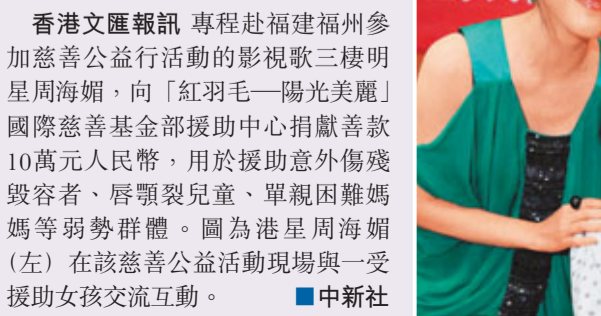 香港文匯報訊 專程赴福建福州參
加慈善公益行活動的影視歌三棲明
星周海媚，向「紅羽毛—陽光美麗」
國際慈善基金部援助中心捐獻善款
10萬元人民幣，用於援助意外傷殘
毀容者、唇顎裂兒童、單親困難媽
媽等弱勢群體。圖為港星周海媚
(左) 在該慈善公益活動現場與一受
援助女孩交流互動。 ■中新社